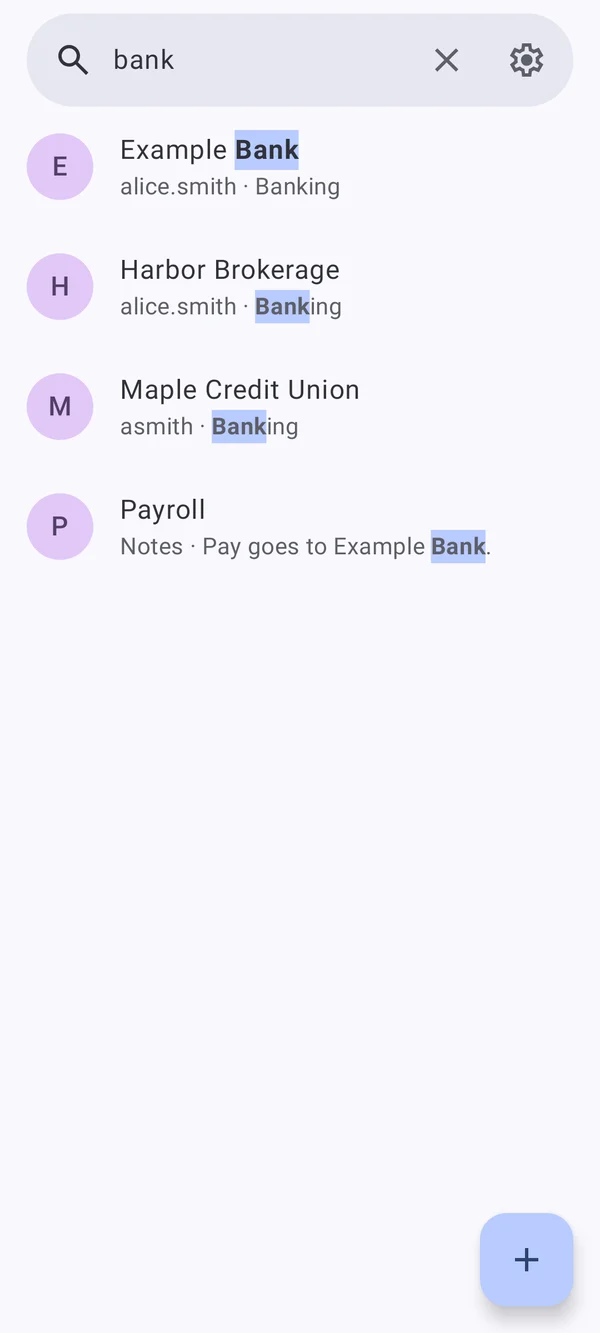 bank
E
Example Bank
alice.smith · Banking
H
Harbor Brokerage
alice.smith · Banking
M
Maple Credit Union
asmith · Banking
P
Payroll
Notes · Pay goes to Example Bank.